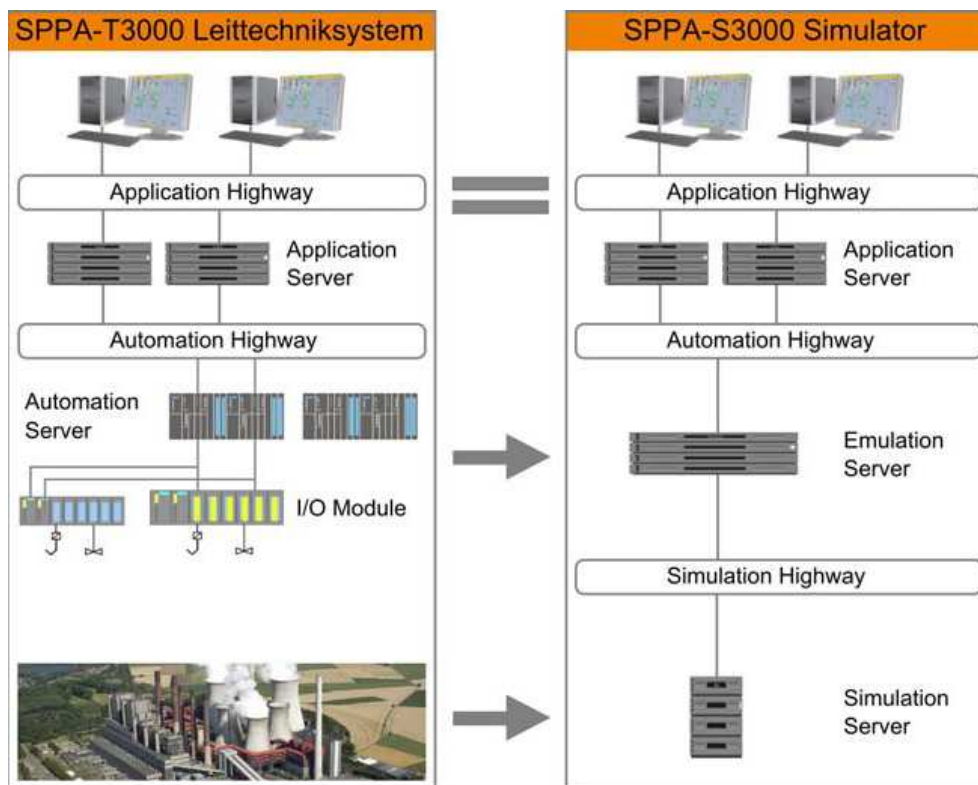 SPPA-T3000 Leittechniksystem
Application Highway
Application
Server
Automation Highway
Automation
Server
I/O Module
SPPA-S3000 Simulator
Application Highway
Application
Server
Automation Highway
Emulation
Server
Simulation Highway
Simulation
Server